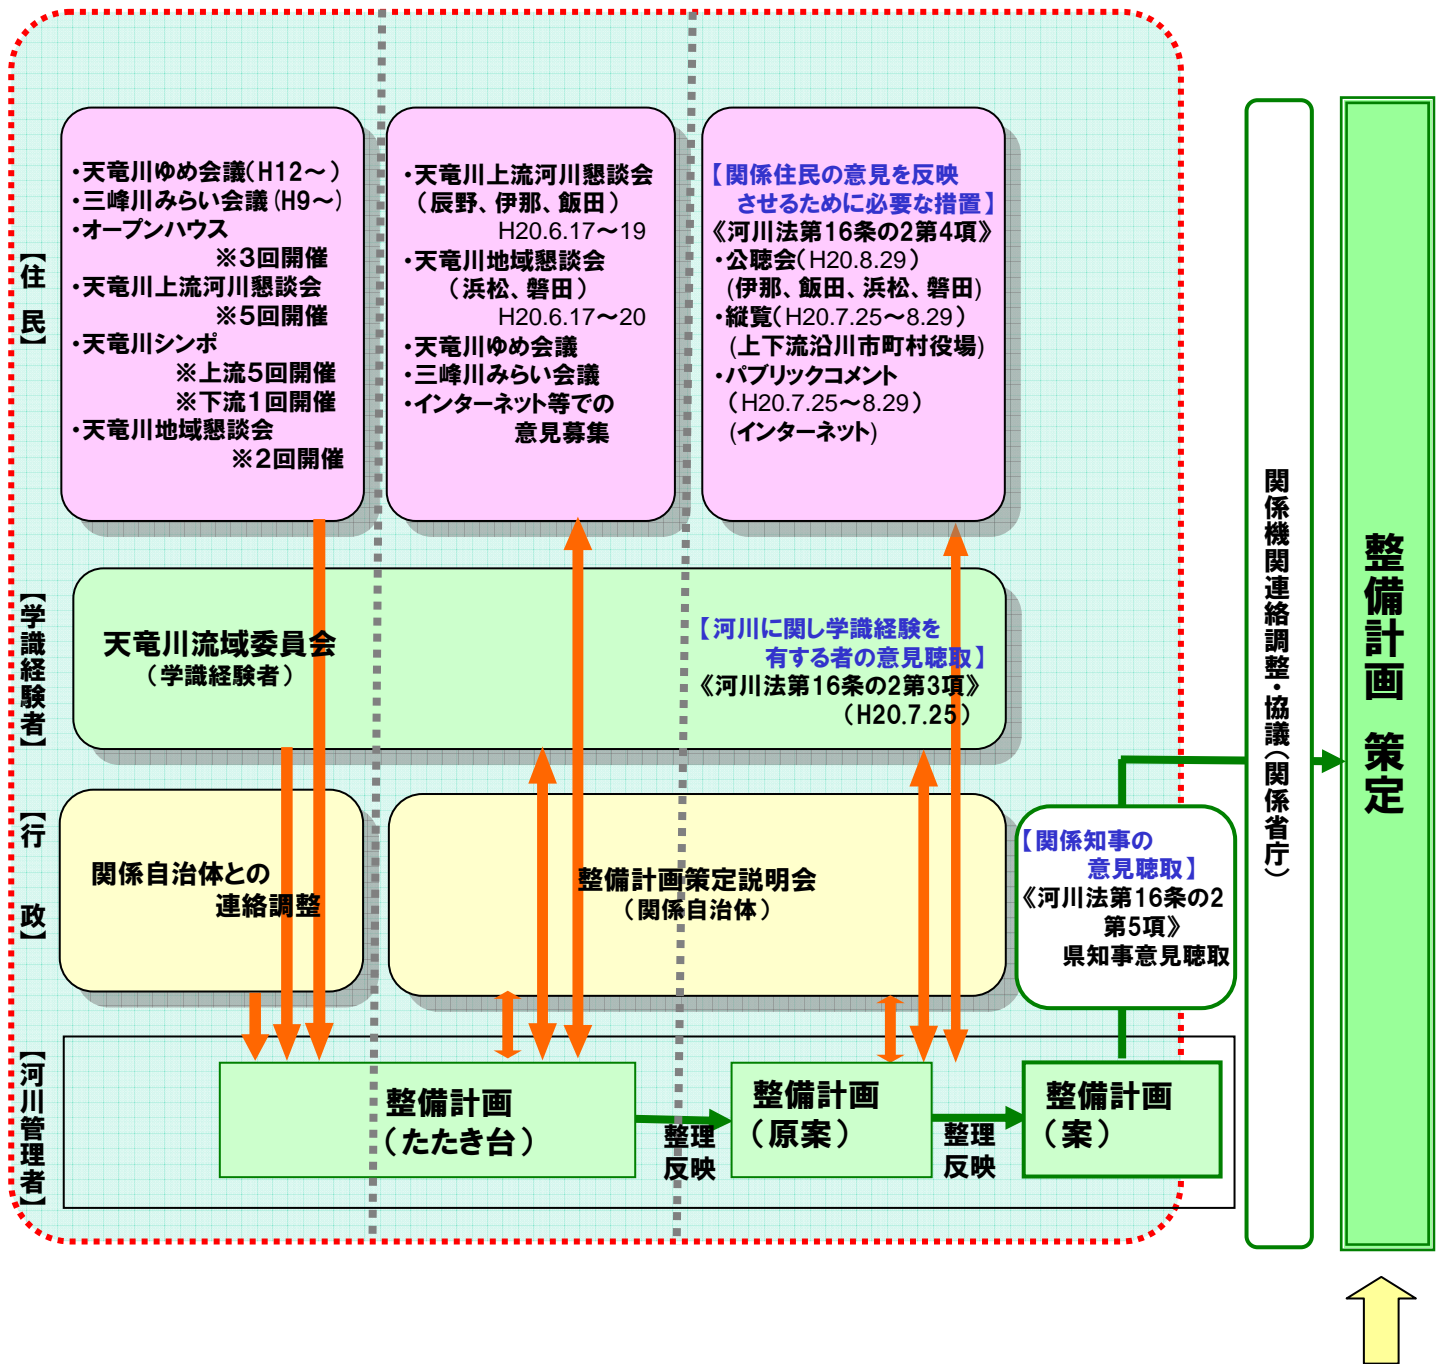 【住 民】
・天竜川ゆめ会議(H12～)
・三峰川みらい会議(H9～)
・オープンハウス
※3回開催
・天竜川上流河川懇談会
※5回開催
・天竜川シンポ
※上流5回開催
※下流1回開催
・天竜川地域懇談会
※2回開催
・天竜川上流河川懇談会
(辰野、伊那、飯田)
H20.6.17～19
・天竜川地域懇談会
(浜松、磐田)
H20.6.17～20
・天竜川ゆめ会議
・三峰川みらい会議
・インターネット等での
意見募集
【関係住民の意見を反映
させるために必要な措置】
《河川法第16条の2第4項》
・公聴会(H20.8.29)
(伊那、飯田、浜松、磐田)
・縦覧(H20.7.25～8.29)
(上下流沿川市町村役場)
・パブリックコメント
(H20.7.25～8.29)
(インターネット)
【学識経験者】
天竜川流域委員会
(学識経験者)
【河川に関し学識経験を
有する者の意見聴取】
《河川法第16条の2第3項》
(H20.7.25)
【行 政】
関係自治体との
連絡調整
整備計画策定説明会
(関係自治体)
【関係知事の
意見聴取】
《河川法第16条の2
第5項》
県知事意見聴取
【河川管理者】
整備計画
(たたき台)
整理
反映
整備計画
(原案)
整理
反映
整備計画
(案)
関係機関連絡調整・協議(関係省庁)
整備計画 策定